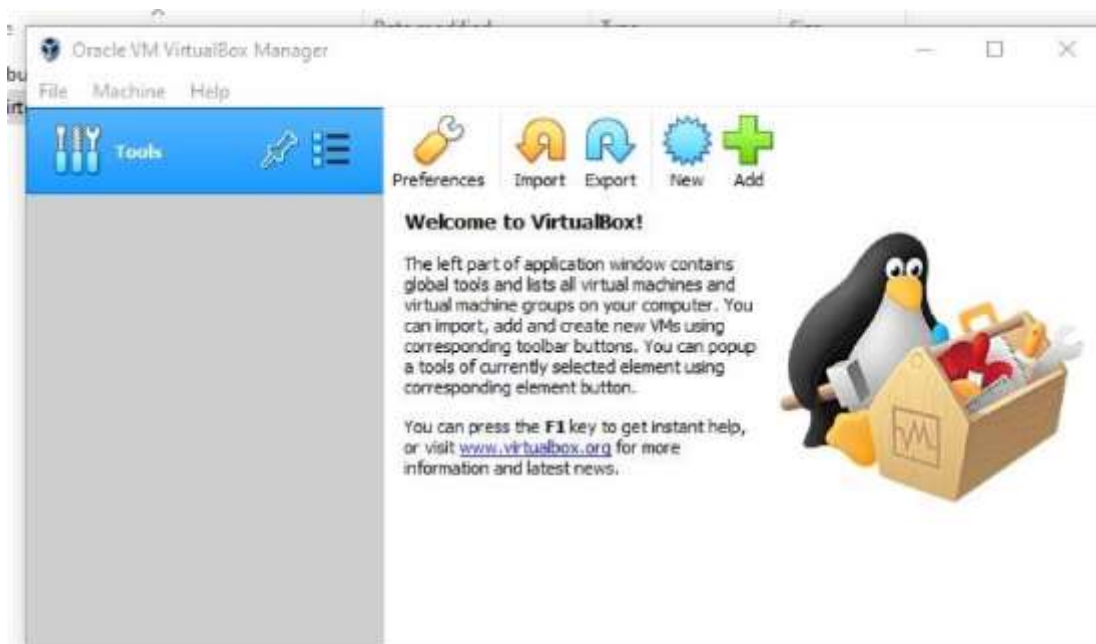 Oracle VM VirtualBox Manager
File Machine Help
Tools
Preferences Import Export New Add
Welcome to VirtualBox!
The left part of application window contains
global tools and lists all virtual machines and
virtual machine groups on your computer. You
can import, add and create new VMs using
corresponding toolbar buttons. You can popup
a tools of currently selected element using
corresponding element button.
You can press the F1 key to get instant help,
or visit www.virtualbox.org for more
information and latest news.